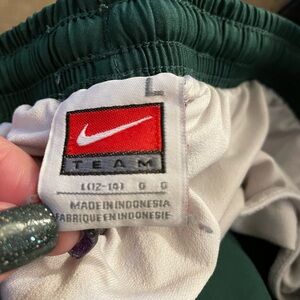 L
TEAM
L(12-14) G G
MADE IN INDONESIA
FABRIQUE EN INDONESIE